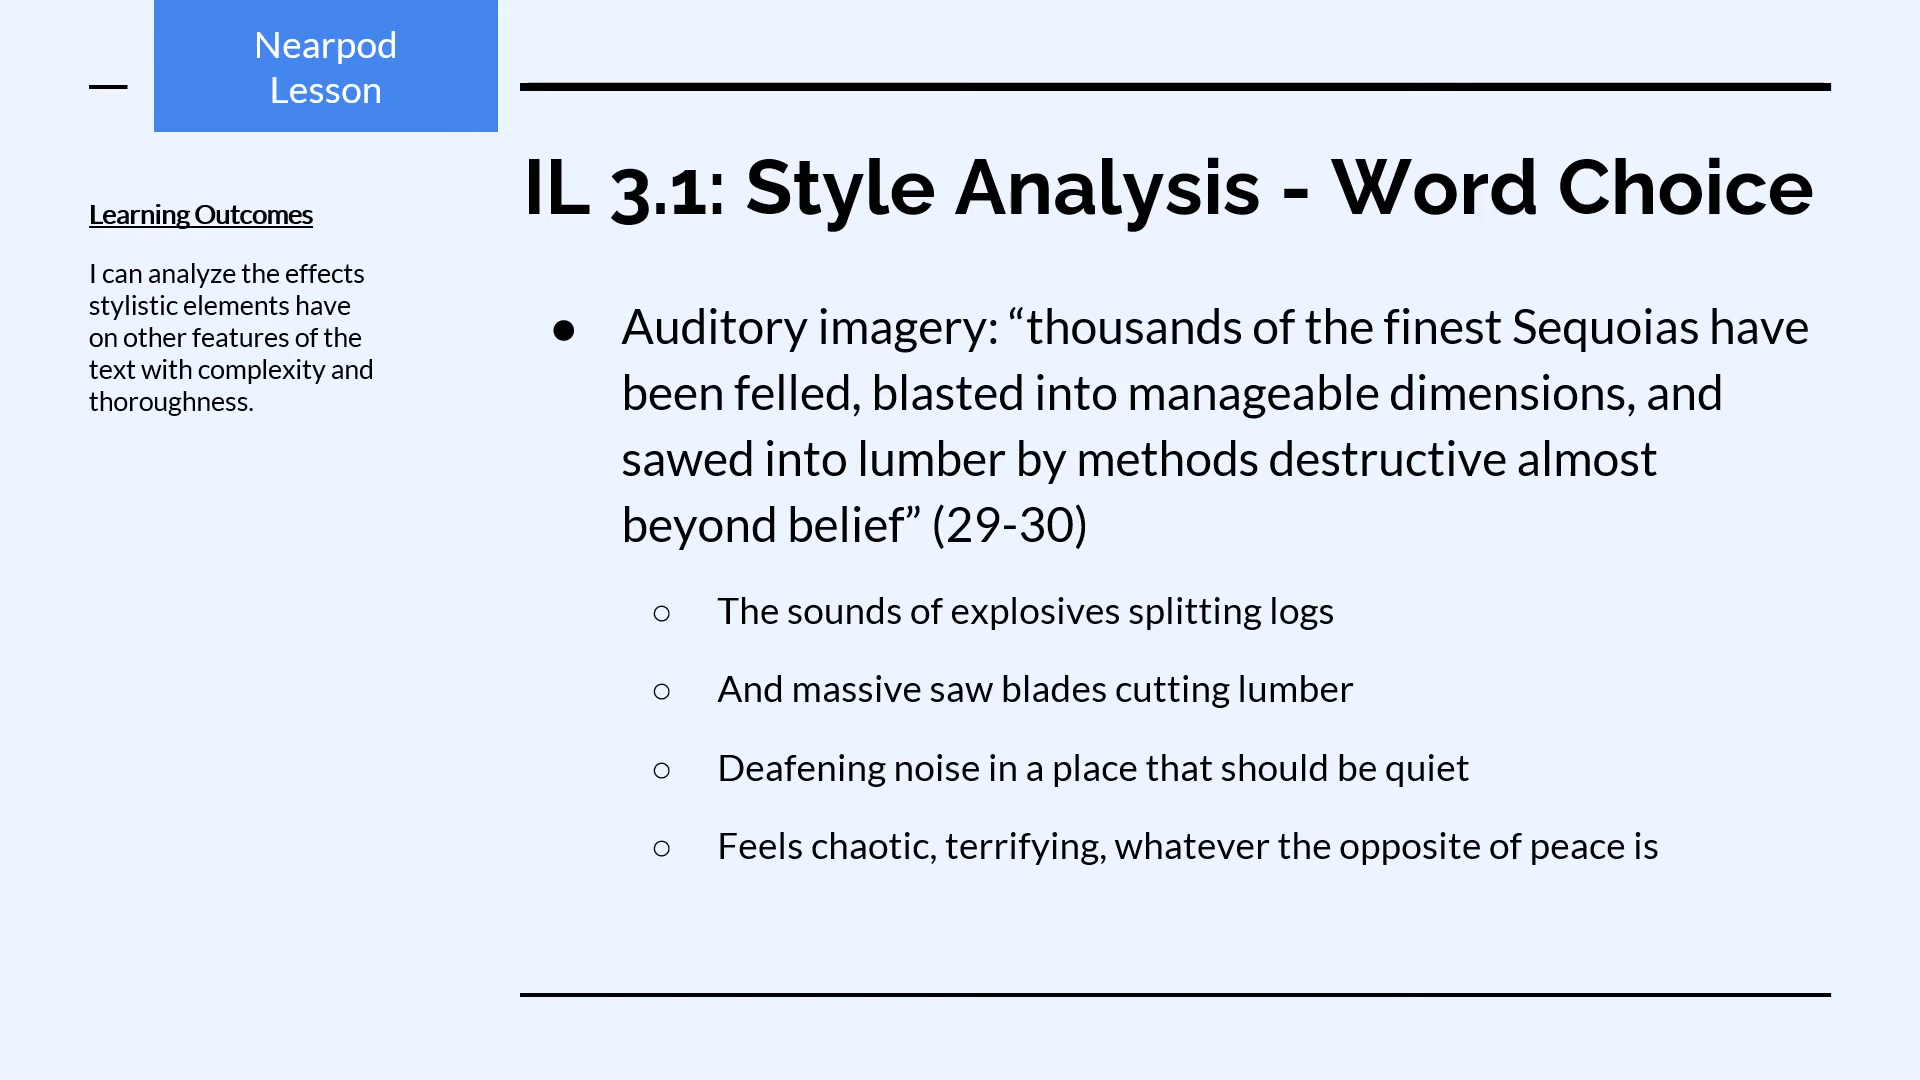 Nearpod
Lesson
Learning Outcomes
I can analyze the effects
stylistic elements have
on other features of the
text with complexity and
thoroughness.
IL 3.1: Style Analysis - Word Choice
● Auditory imagery: “thousands of the finest Sequoias have
been felled, blasted into manageable dimensions, and
sawed into lumber by methods destructive almost
beyond belief” (29-30)
○ The sounds of explosives splitting logs
○ And massive saw blades cutting lumber
○ Deafening noise in a place that should be quiet
○ Feels chaotic, terrifying, whatever the opposite of peace is